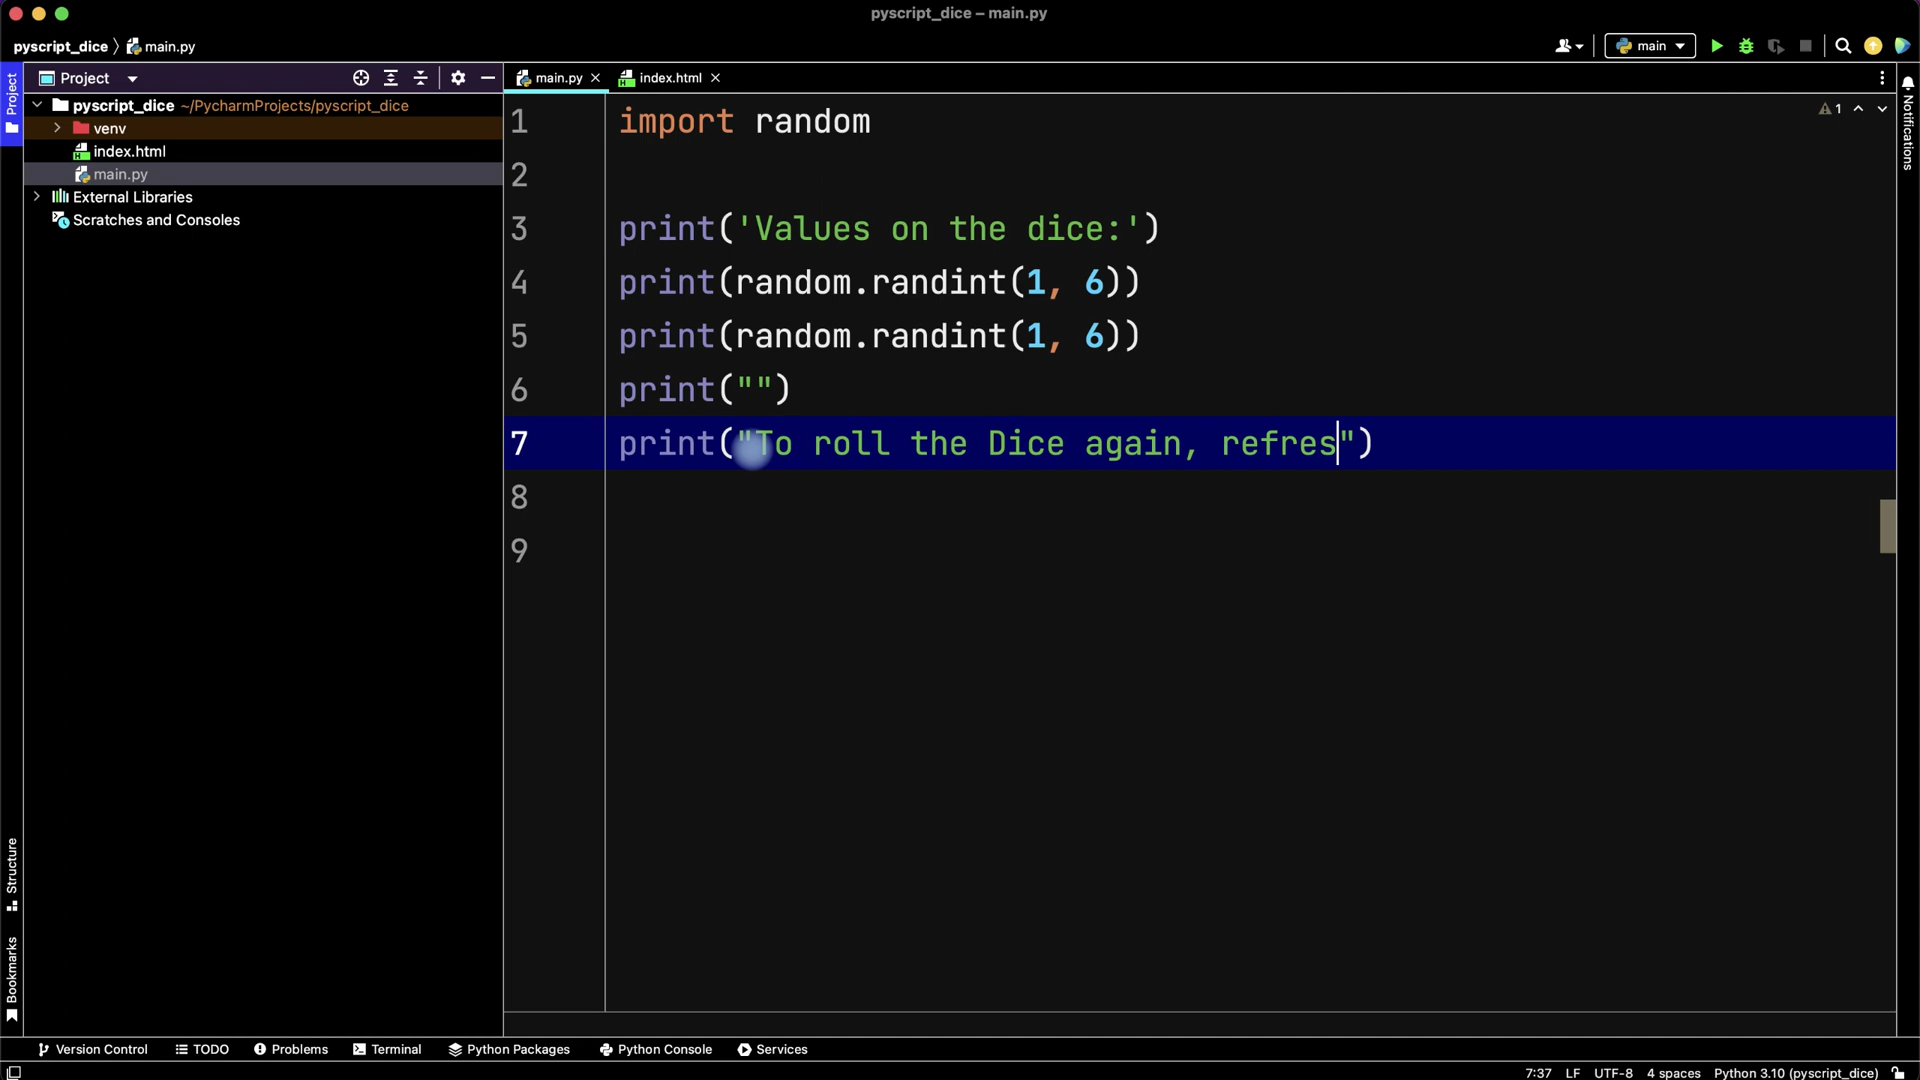 pyscript_dice – main.py
pyscript_dice 〉 main.py
main
Project
Project
main.py
index.html
pyscript_dice ~/PycharmProjects/pyscript_dice
venv
index.html
main.py
External Libraries
Scratches and Consoles
1 import random
2
3 print('Values on the dice:')
4 print(random.randint(1, 6))
5 print(random.randint(1, 6))
6 print("")
7 print("To roll the Dice again, refres")
8
9
1
Notifications
Structure
Bookmarks
Version Control
TODO
Problems
Terminal
Python Packages
Python Console
Services
7:37 LF UTF-8 4 spaces Python 3.10 (pyscript_dice)